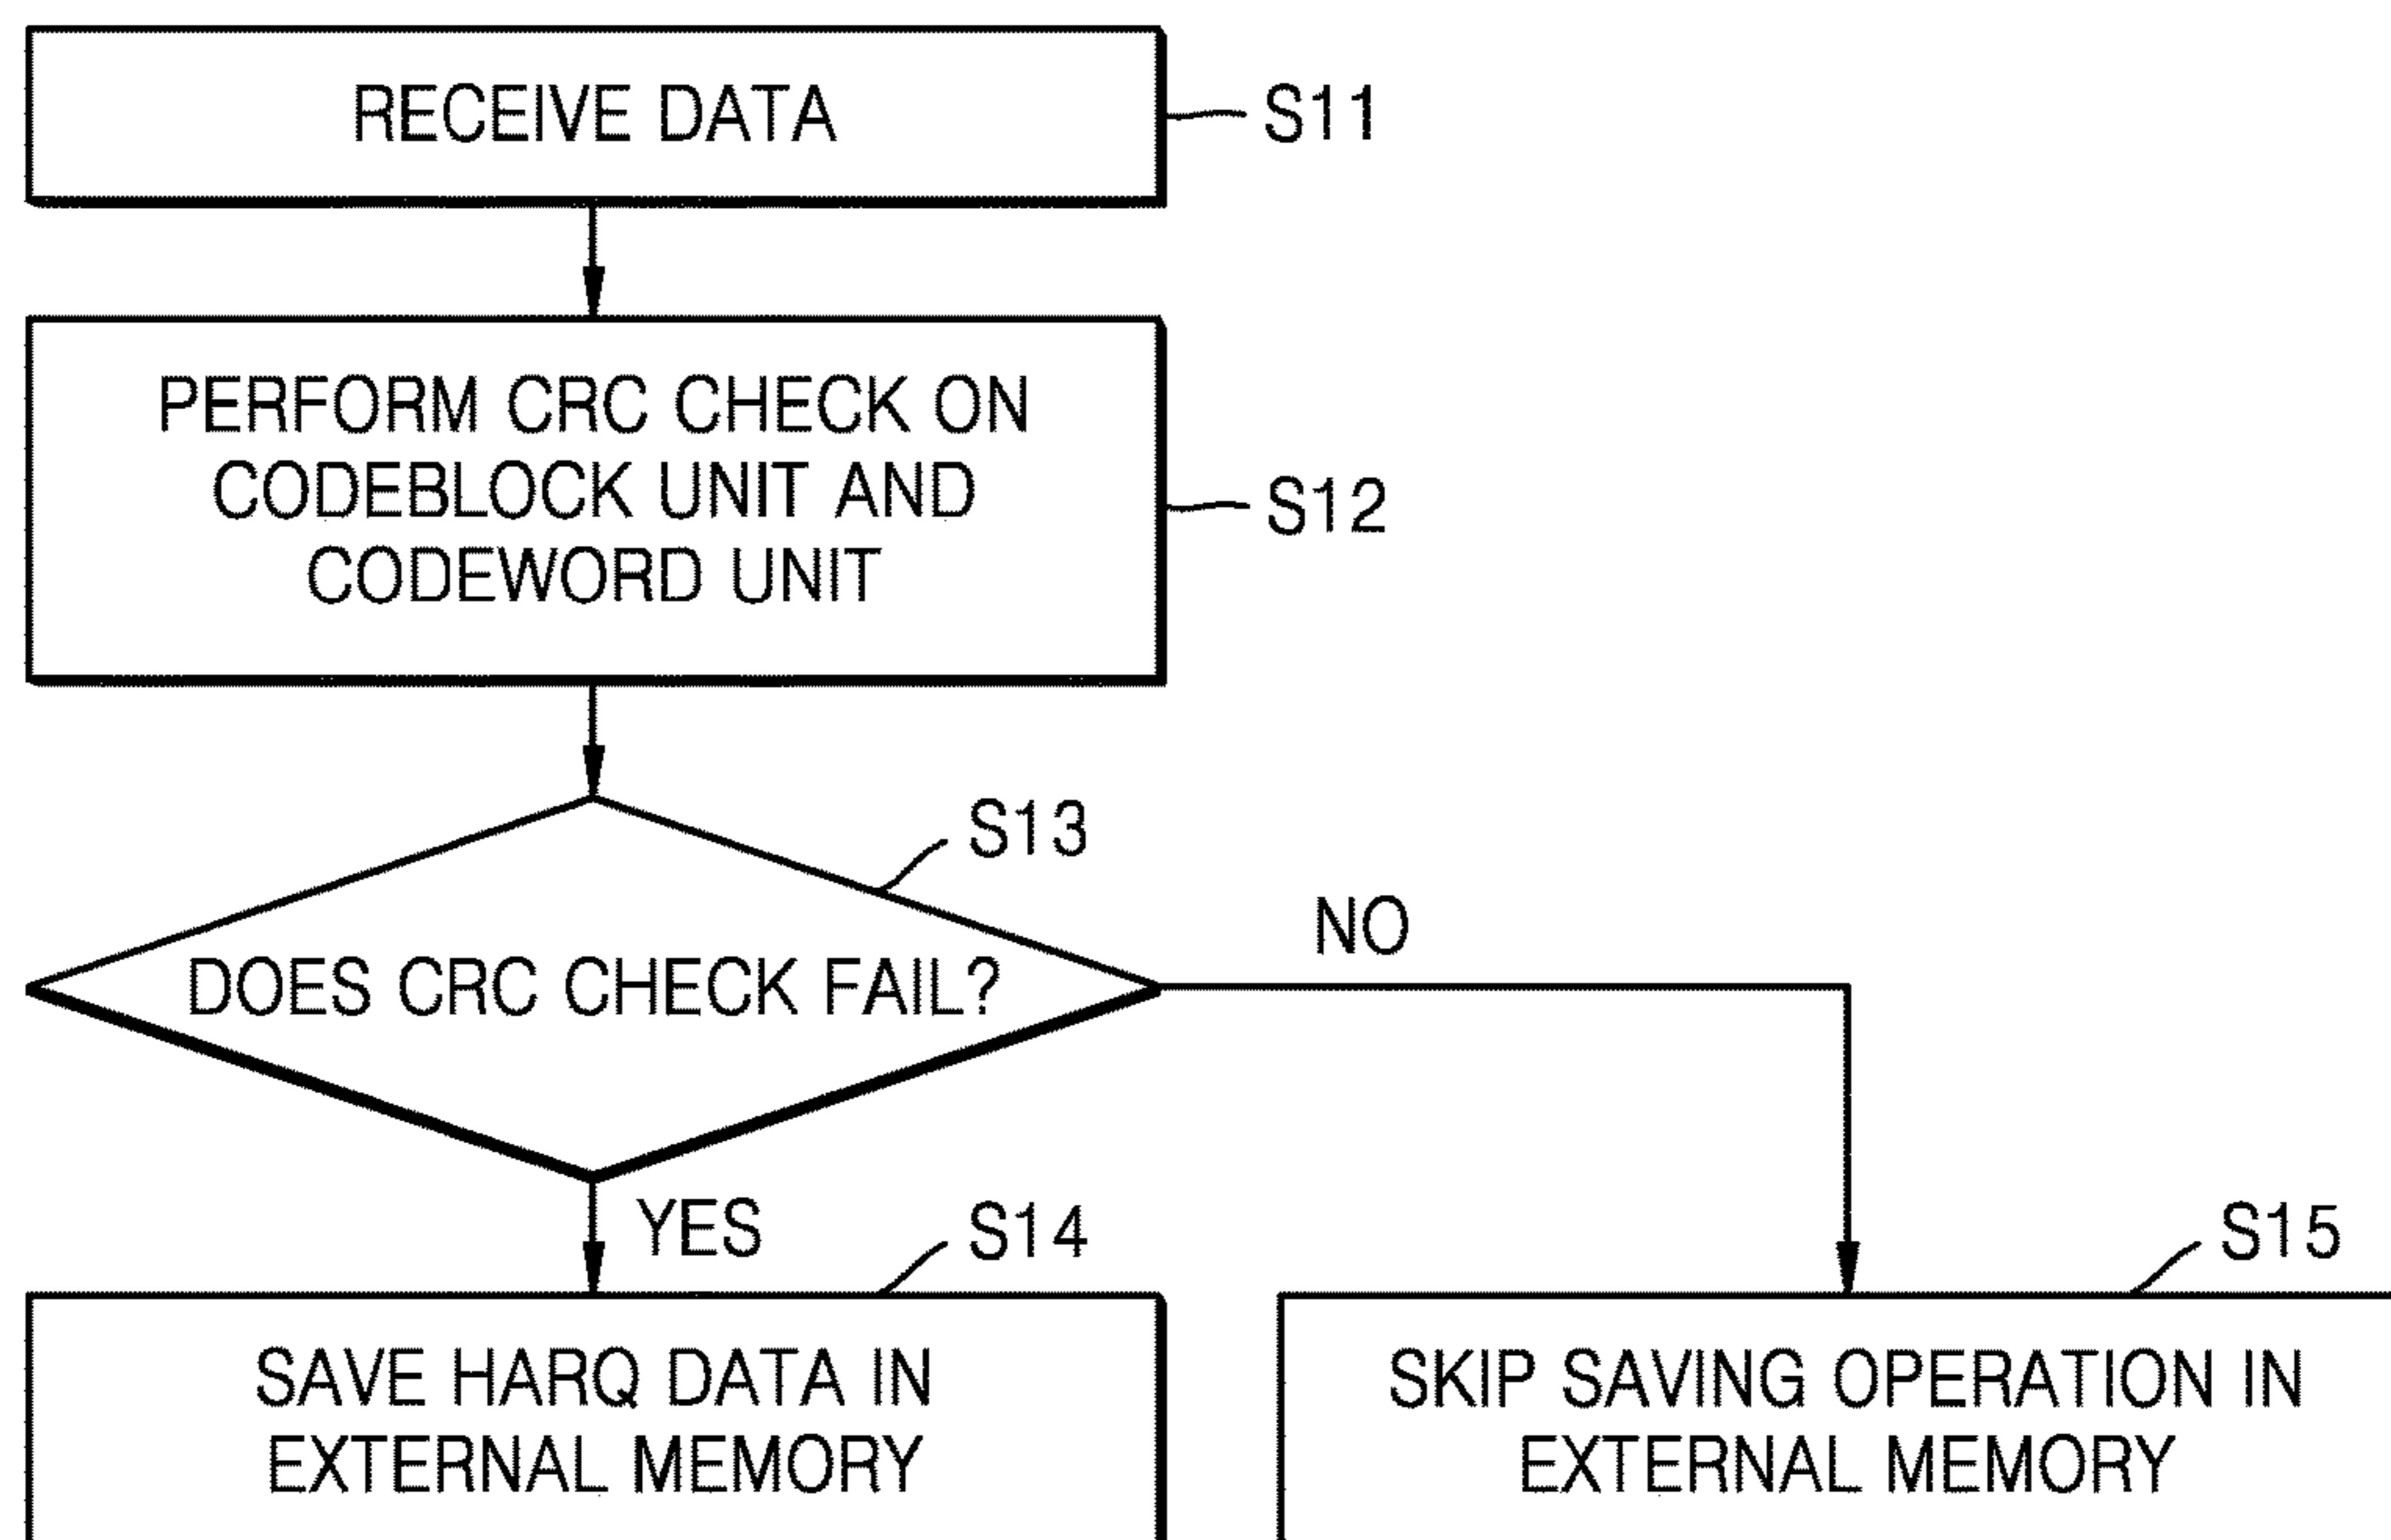 RECEIVE DATA
S11
PERFORM CRC CHECK ON
CODEBLOCK UNIT AND
CODEWORD UNIT
S12
S13
DOES CRC CHECK FAIL?
NO
YES
S14
SAVE HARQ DATA IN
EXTERNAL MEMORY
S15
SKIP SAVING OPERATION IN
EXTERNAL MEMORY